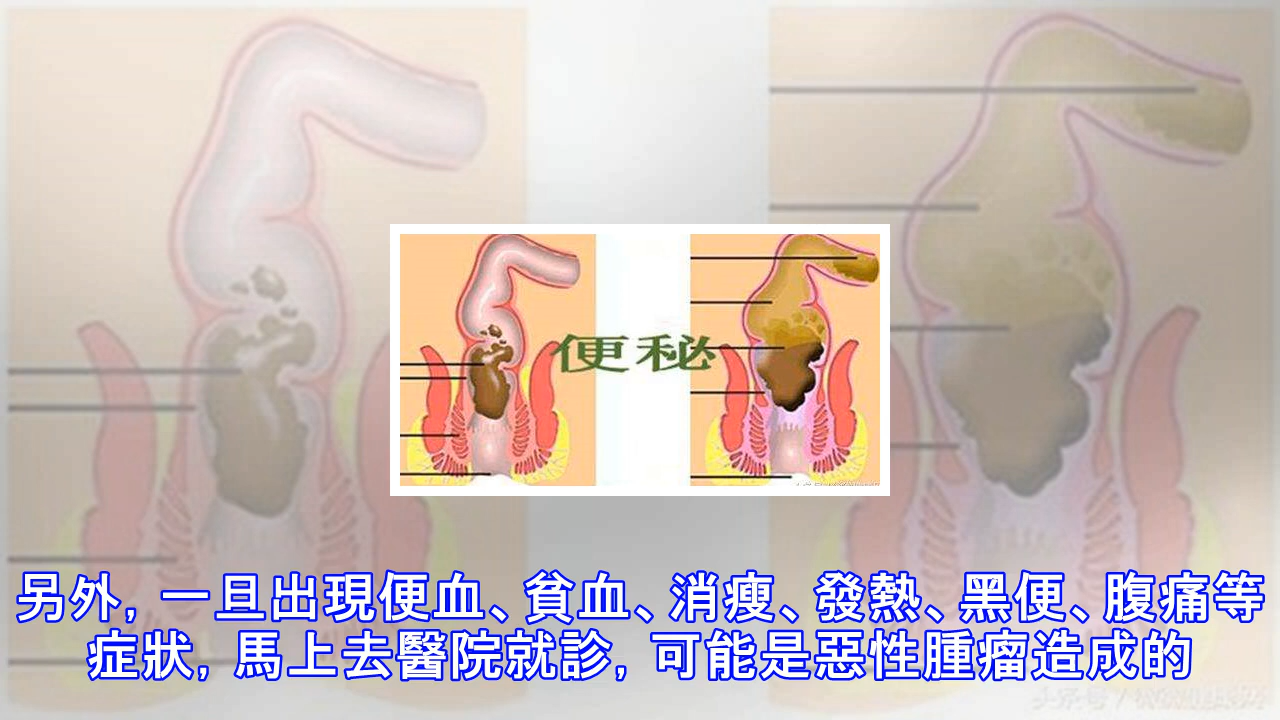 便秘
另外, 一旦出現便血、貧血、消瘦、發熱、黑便、腹痛等
症狀, 馬上去醫院就診, 可能是惡性腫瘤造成的